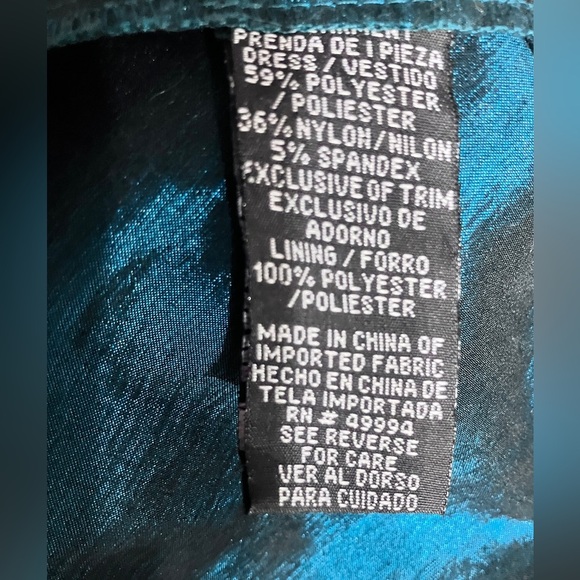 PRENDA DE 1 PIEZA
DRESS / VESTIDO
59% POLYESTER
/ POLIESTER
36% NYLON / NILON
5% SPANDEX
EXCLUSIVE OF TRIM
EXCLUSIVO DE
ADORNO
LINING / FORRO
100% POLYESTER
/POLIESTER
MADE IN CHINA OF
IMPORTED FABRIC
HECHO EN CHINA DE
TELA IMPORTADA
RN # 49994
SEE REVERSE
FOR CARE
VER AL DORSO
PARA CUIDADO